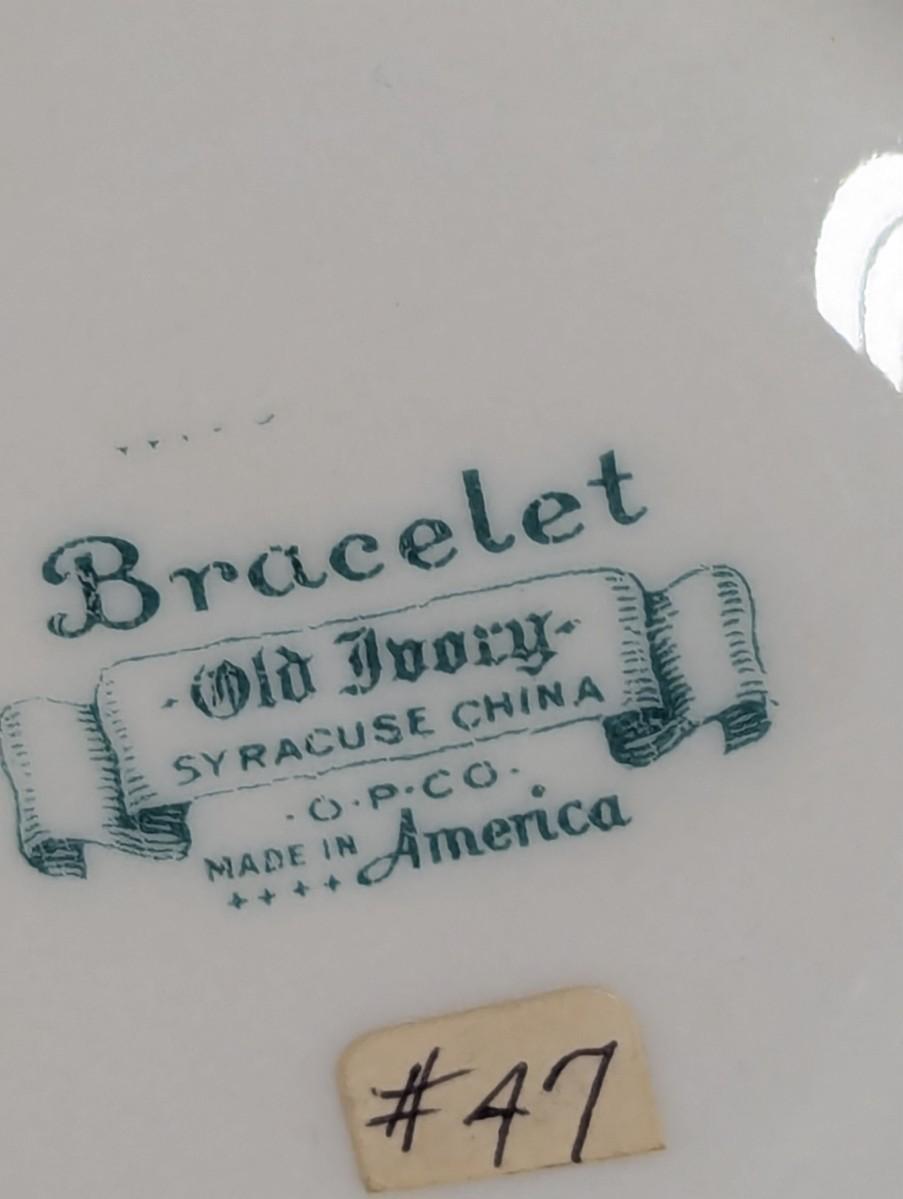 Bracelet
·Old Ivory·
SYRACUSE CHINA
·O·P·CO·
MADE IN America
++++
#47